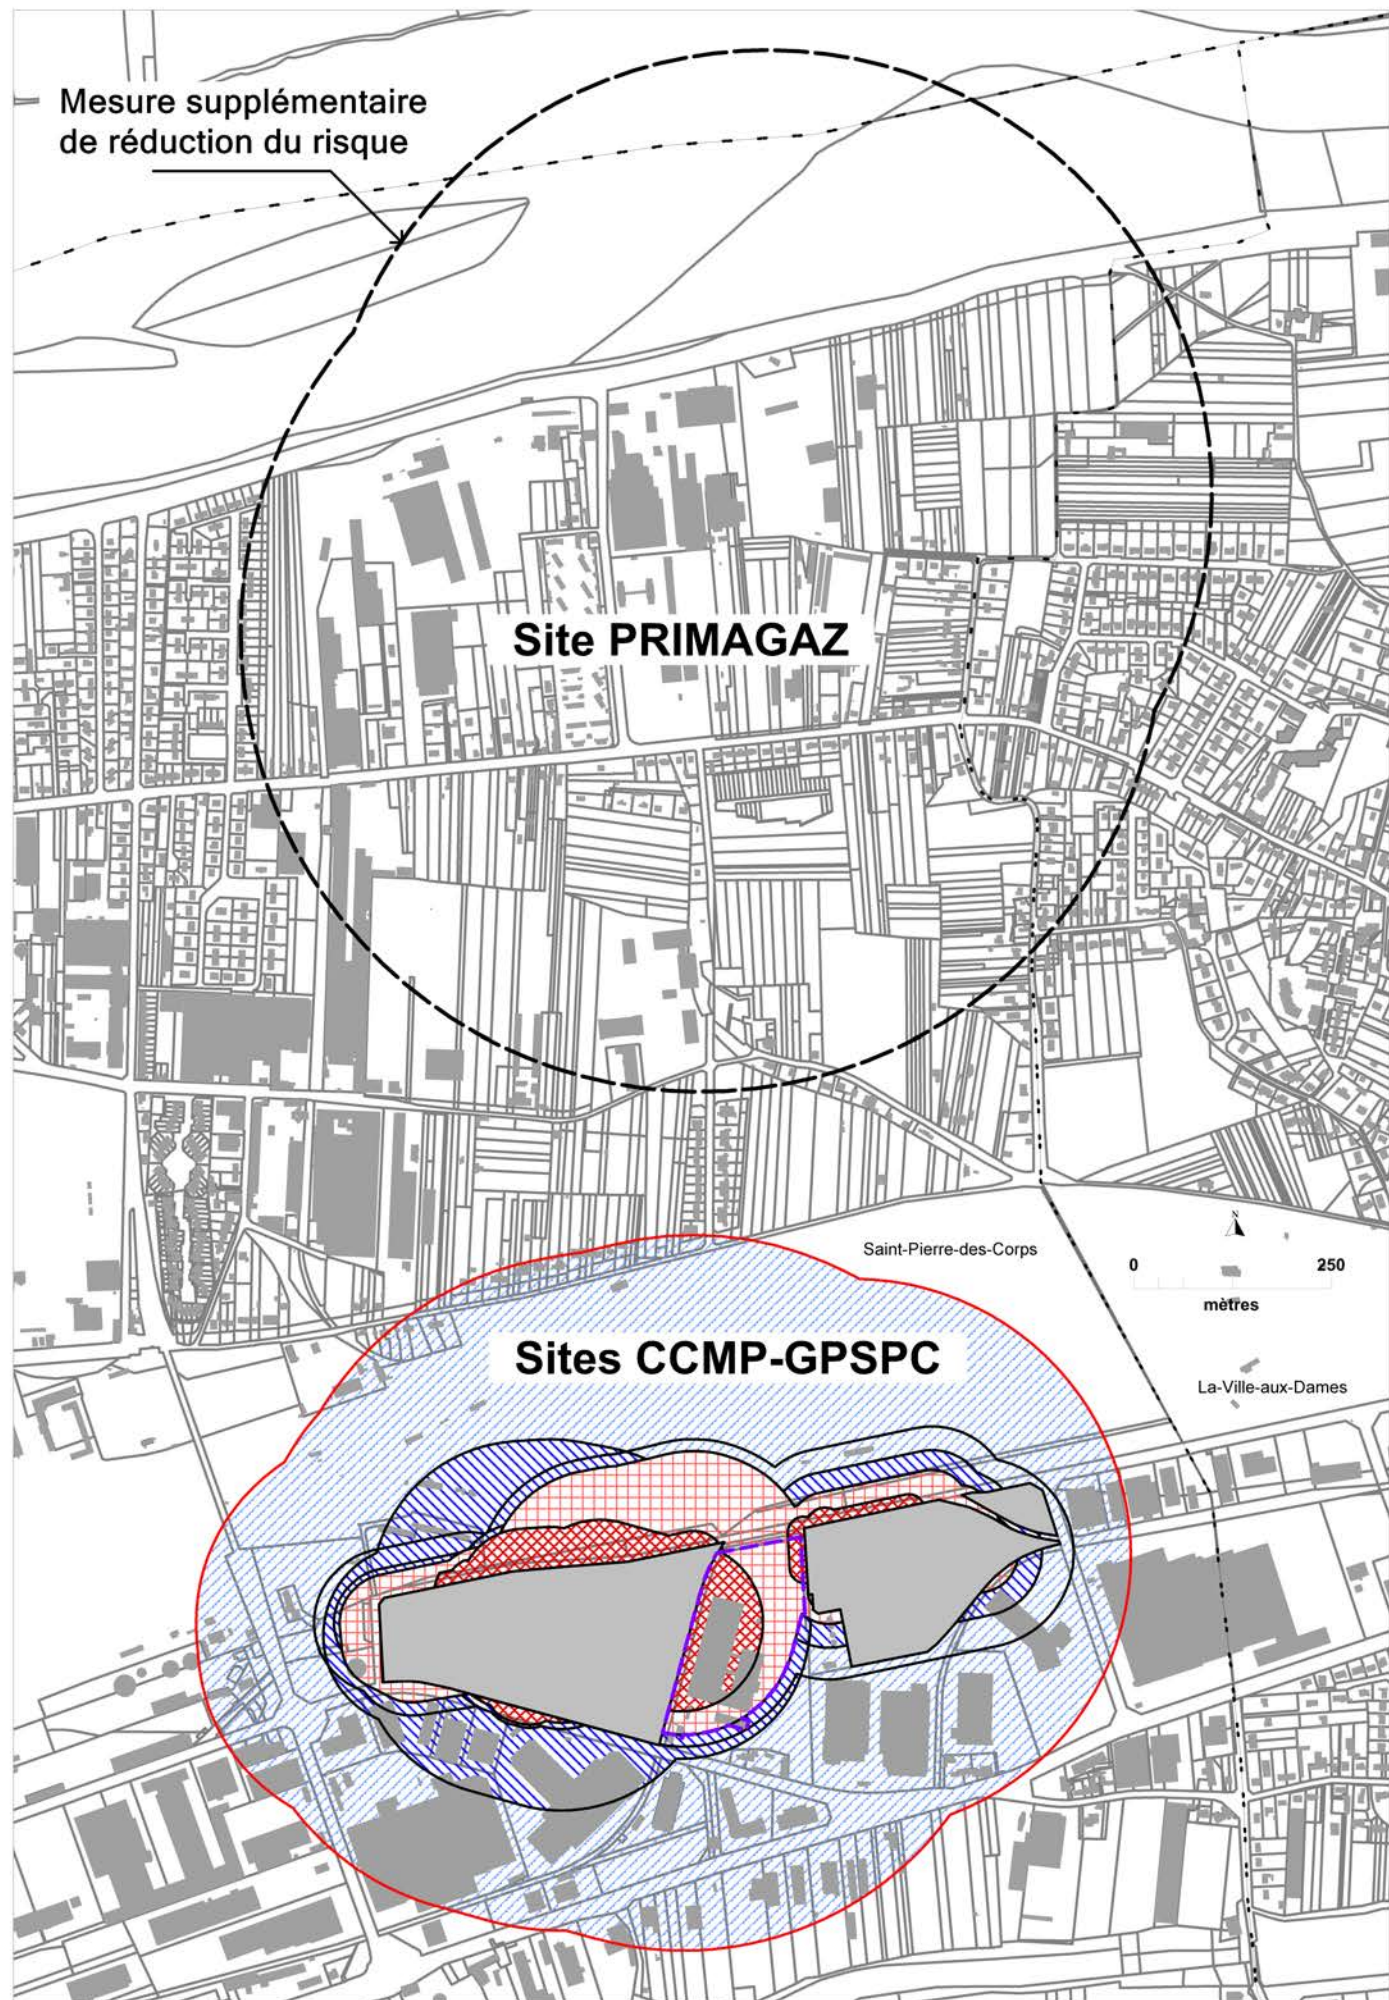 Mesure supplémentaire
de réduction du risque
Site PRIMAGAZ
Saint-Pierre-des-Corps
N
0 250
mètres
Sites CCMP-GPSPC
La-Ville-aux-Dames